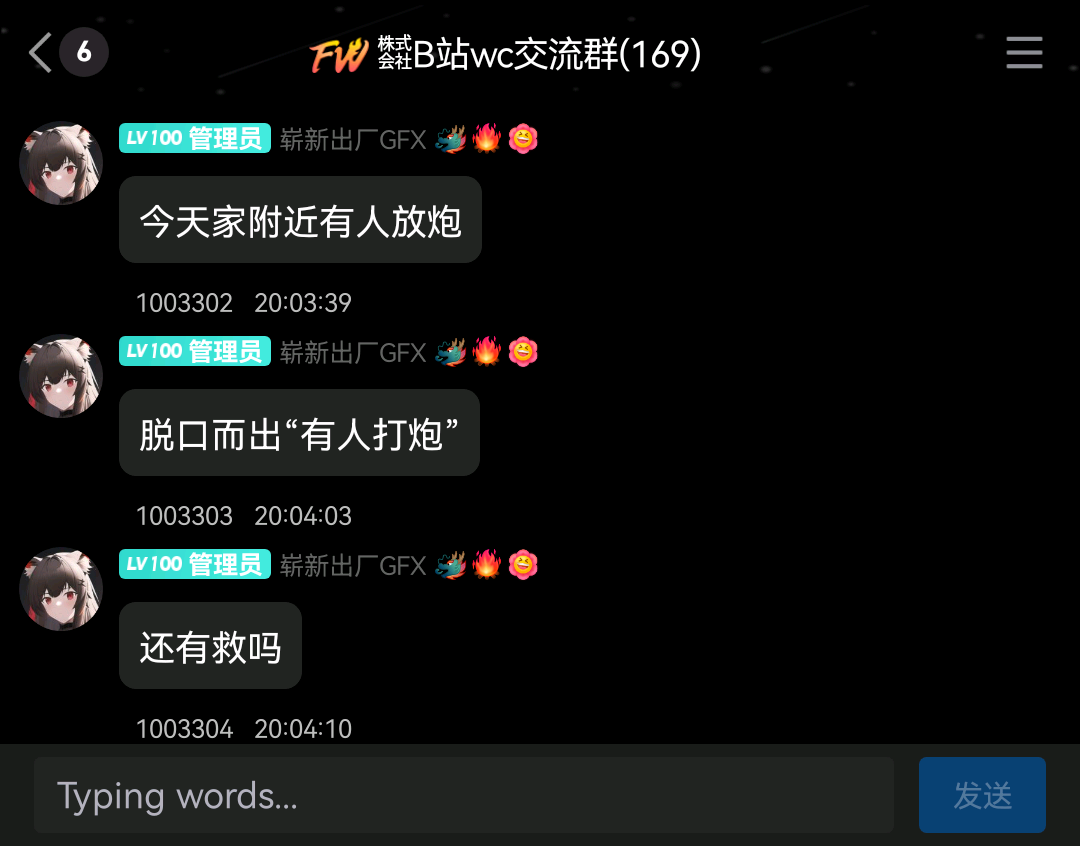 6
FW 株式会社B站wc交流群(169)
LV100 管理员 崭新出厂GFX
今天家附近有人放炮
1003302 20:03:39
LV100 管理员 崭新出厂GFX
脱口而出“有人打炮”
1003303 20:04:03
LV100 管理员 崭新出厂GFX
还有救吗
1003304 20:04:10
Typing words...
发送